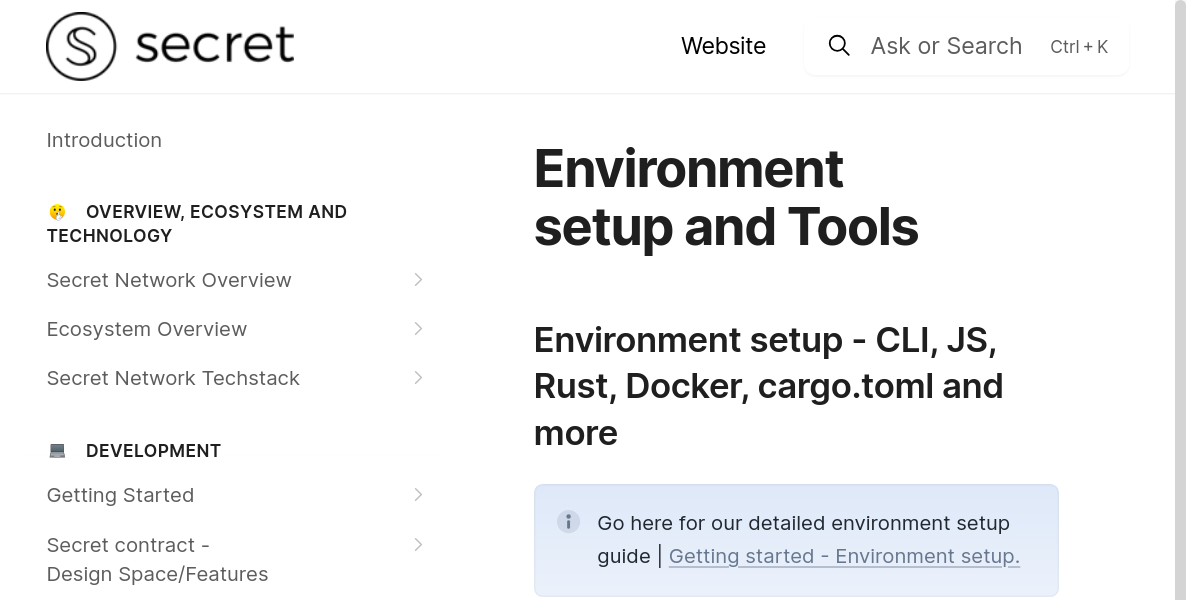 secret
Website
Ask or Search
Ctrl + K
Introduction
OVERVIEW, ECOSYSTEM AND
TECHNOLOGY
Secret Network Overview
Ecosystem Overview
Secret Network Techstack
DEVELOPMENT
Getting Started
Secret contract -
Design Space/Features
Environment
setup and Tools
Environment setup - CLI, JS,
Rust, Docker, cargo.toml and
more
Go here for our detailed environment setup
guide | Getting started - Environment setup.